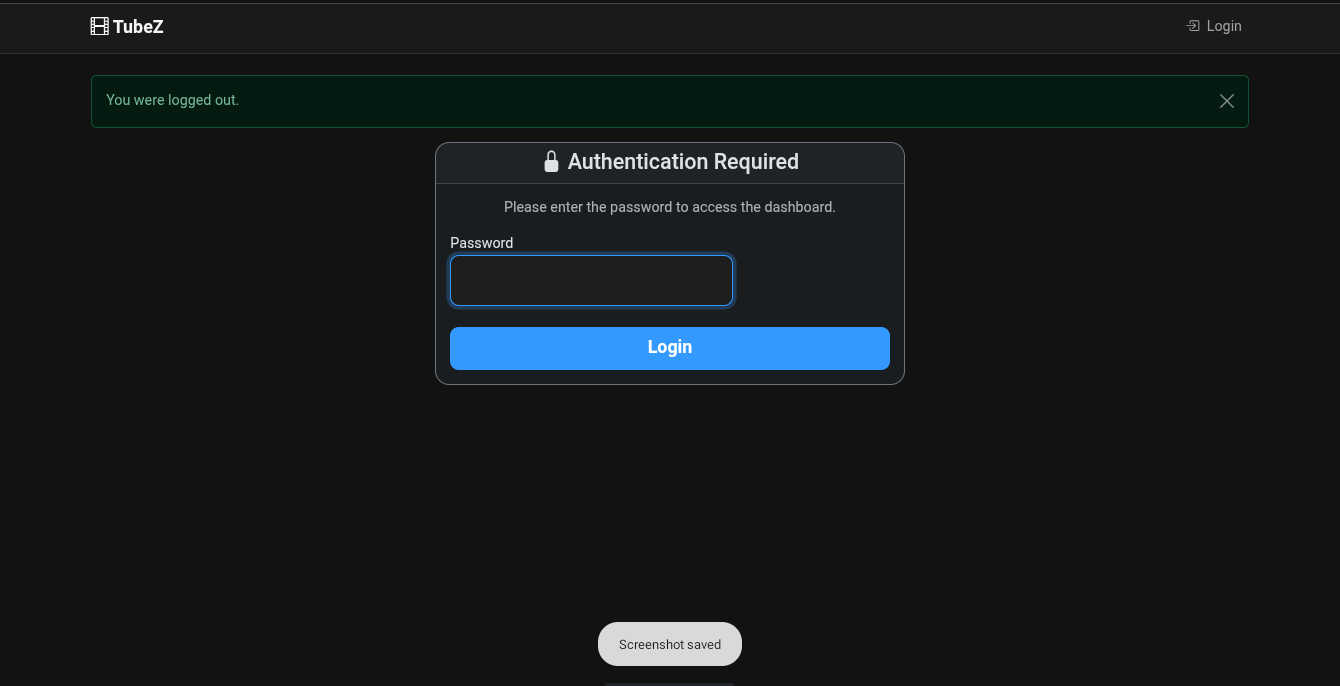 TubeZ
Login
You were logged out.
Authentication Required
Please enter the password to access the dashboard.
Password
Login
Screenshot saved